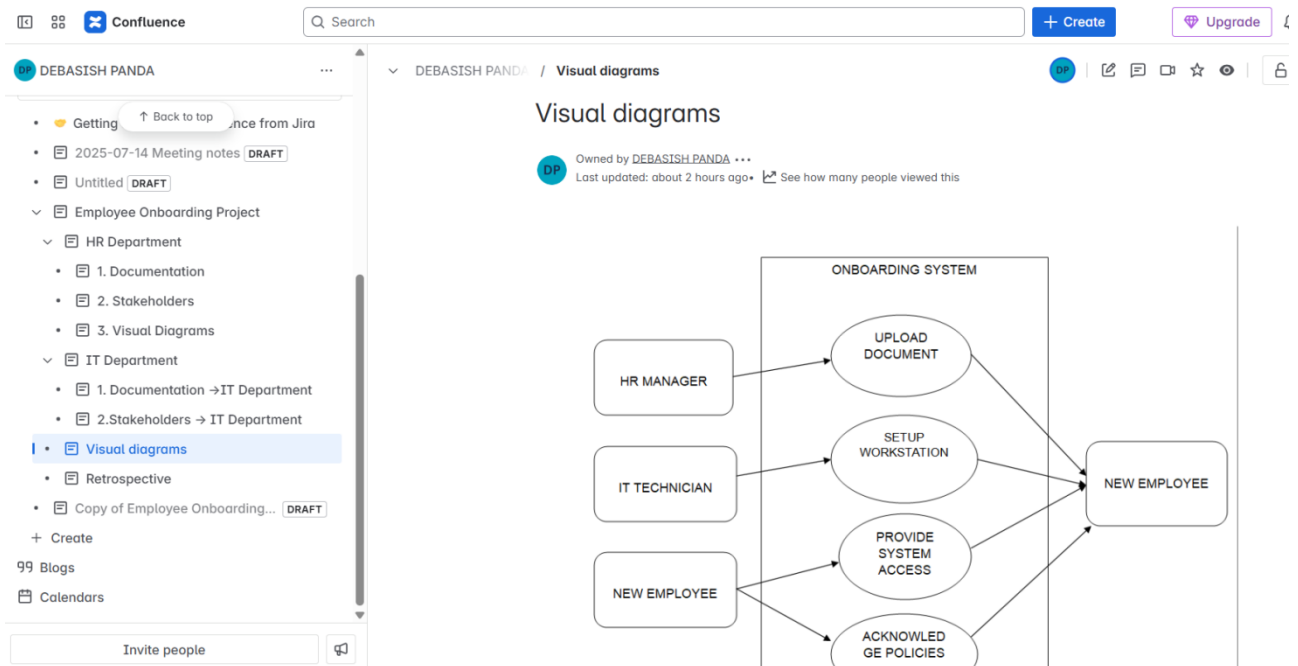 Confluence
Search
+ Create
Upgrade
DP DEBASISH PANDA
DEBASISH PANDA / Visual diagrams
DP
↑ Back to top
Getting nce from Jira
2025-07-14 Meeting notes DRAFT
Untitled DRAFT
Employee Onboarding Project
HR Department
1. Documentation
2. Stakeholders
3. Visual Diagrams
IT Department
1. Documentation →IT Department
2.Stakeholders → IT Department
Visual diagrams
Retrospective
Copy of Employee Onboarding... DRAFT
+ Create
Blogs
Calendars
Invite people
Visual diagrams
DP
Owned by DEBASISH PANDA
Last updated: about 2 hours ago• See how many people viewed this
ONBOARDING SYSTEM
HR MANAGER
UPLOAD
DOCUMENT
IT TECHNICIAN
SETUP
WORKSTATION
NEW EMPLOYEE
PROVIDE
SYSTEM
ACCESS
ACKNOWLED
GE POLICIES
NEW EMPLOYEE